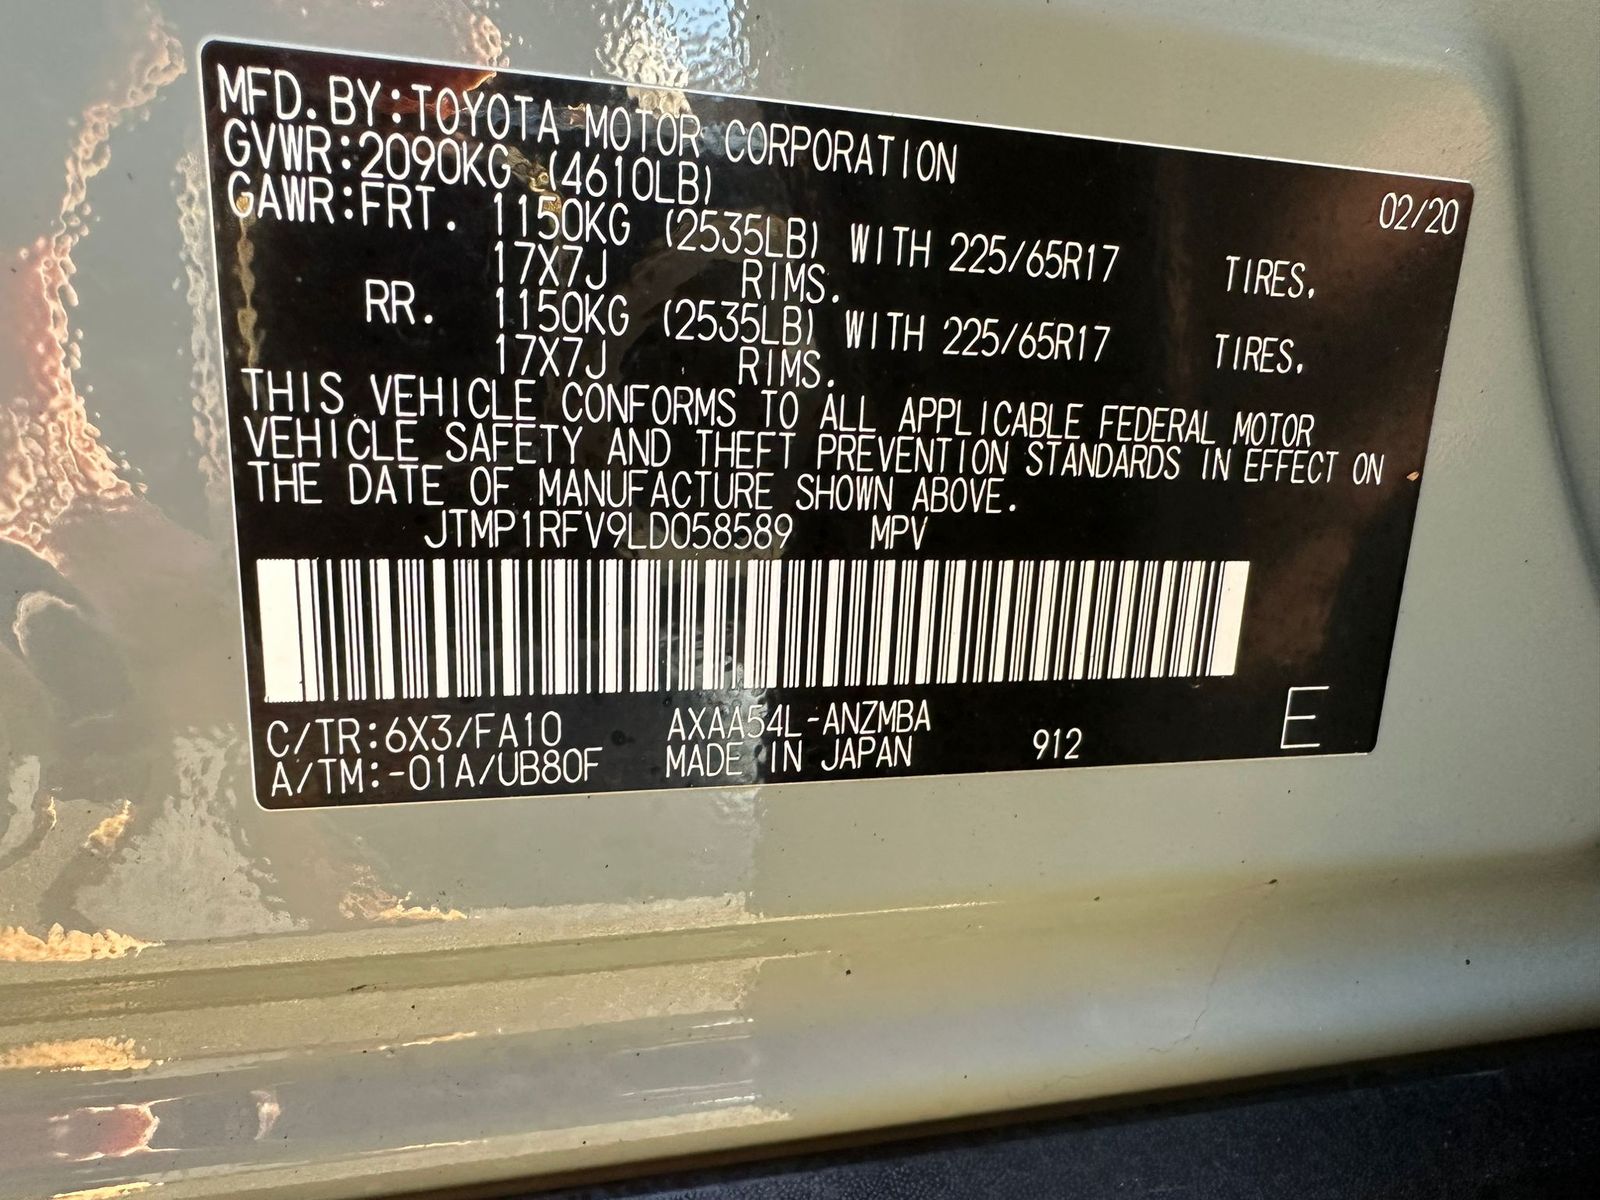 MFD.BY:TOYOTA MOTOR CORPORATION 02/20
GVWR:2090KG (4610LB)
GAWR:FRT. 1150KG (2535LB) WITH 225/65R17 TIRES.
17X7J RIMS.
RR. 1150KG (2535LB) WITH 225/65R17 TIRES.
17X7J RIMS.
THIS VEHICLE CONFORMS TO ALL APPLICABLE FEDERAL MOTOR
VEHICLE SAFETY AND THEFT PREVENTION STANDARDS IN EFFECT ON
THE DATE OF MANUFACTURE SHOWN ABOVE.
JTMP1RFV9LD058589 MPV
C/TR:6X3/FA10 AXAA54L-ANZMBA
A/TM:-01A/UB80F MADE IN JAPAN 912 E